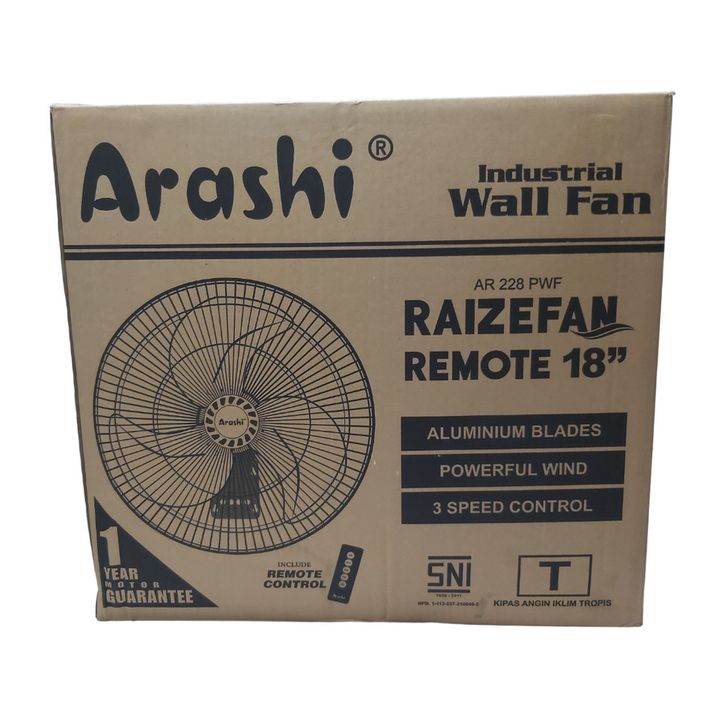 Arashi®
Industrial
Wall Fan
AR 228 PWF
RAIZEFAN
REMOTE 18”
ALUMINIUM BLADES
POWERFUL WIND
3 SPEED CONTROL
Arashi
1
YEAR
MOTOR
GUARANTEE
INCLUDE
REMOTE
CONTROL
SNI
T
KIPAS ANGIN IKLIM TROPIS